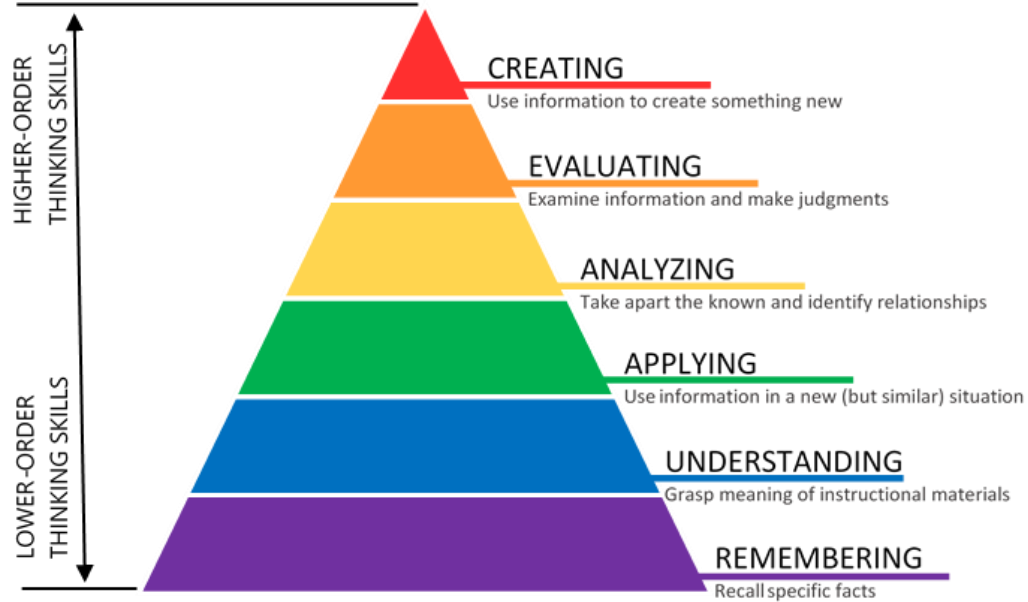 HIGHER-ORDER
THINKING SKILLS
LOWER-ORDER
THINKING SKILLS
CREATING
Use information to create something new
EVALUATING
Examine information and make judgments
ANALYZING
Take apart the known and identify relationships
APPLYING
Use information in a new (but similar) situation
UNDERSTANDING
Grasp meaning of instructional materials
REMEMBERING
Recall specific facts